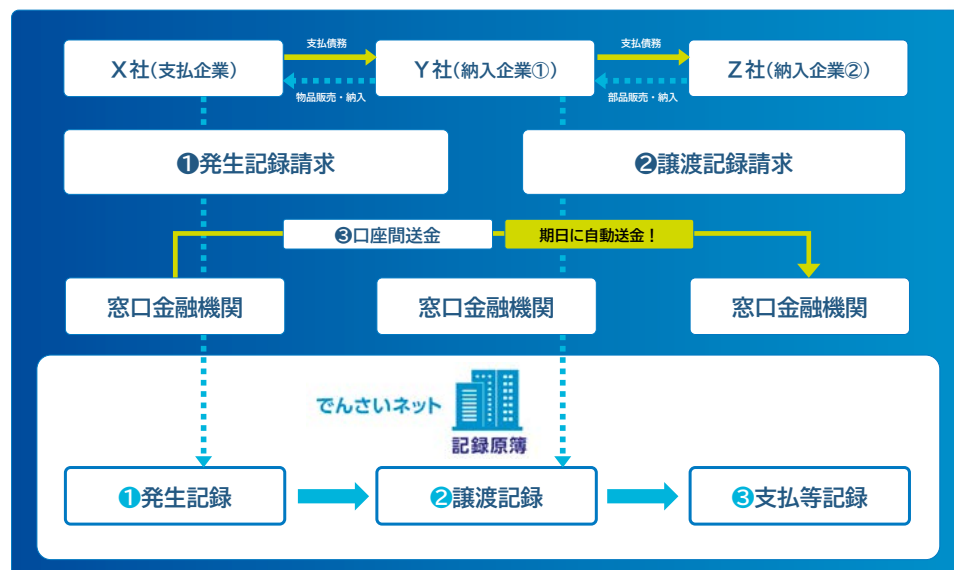 X社(支払企業)
支払債務
物品販売・納入
Y社(納入企業①)
支払債務
部品販売・納入
Z社(納入企業②)
❶発生記録請求
❷譲渡記録請求
❸口座間送金
期日に自動送金！
窓口金融機関
窓口金融機関
窓口金融機関
でんさいネット
記録原簿
❶発生記録
❷譲渡記録
❸支払等記録